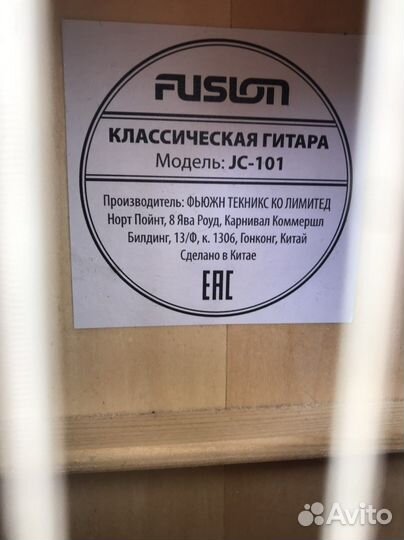 FUSION
КЛАССИЧЕСКАЯ ГИТАРА
Модель: JC-101
Производитель: ФЬЮЖН ТЕКНИКС КО ЛИМИТЕД
Норт Пойнт, 8 Ява Роуд, Карнивал Коммершл
Билдинг, 13/Ф, к. 1306, Гонконг, Китай
Сделано в Китае
EAC
Avito